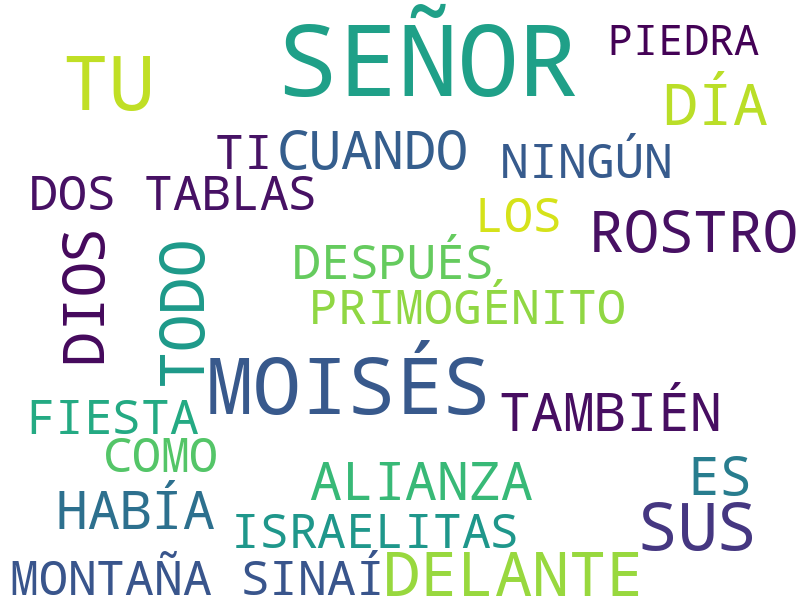 SEÑOR
PIEDRA
TU
DÍA
TI
CUANDO
NINGÚN
DOS TABLAS
LOS
ROSTRO
DIOS
TODO
DESPUÉS
PRIMOGÉNITO
MOISÉS
TAMBIÉN
FIESTA
COMO
ALIANZA
ES
HABÍA
ISRAELITAS
SUS
MONTAÑA SINAÍ
DELANTE